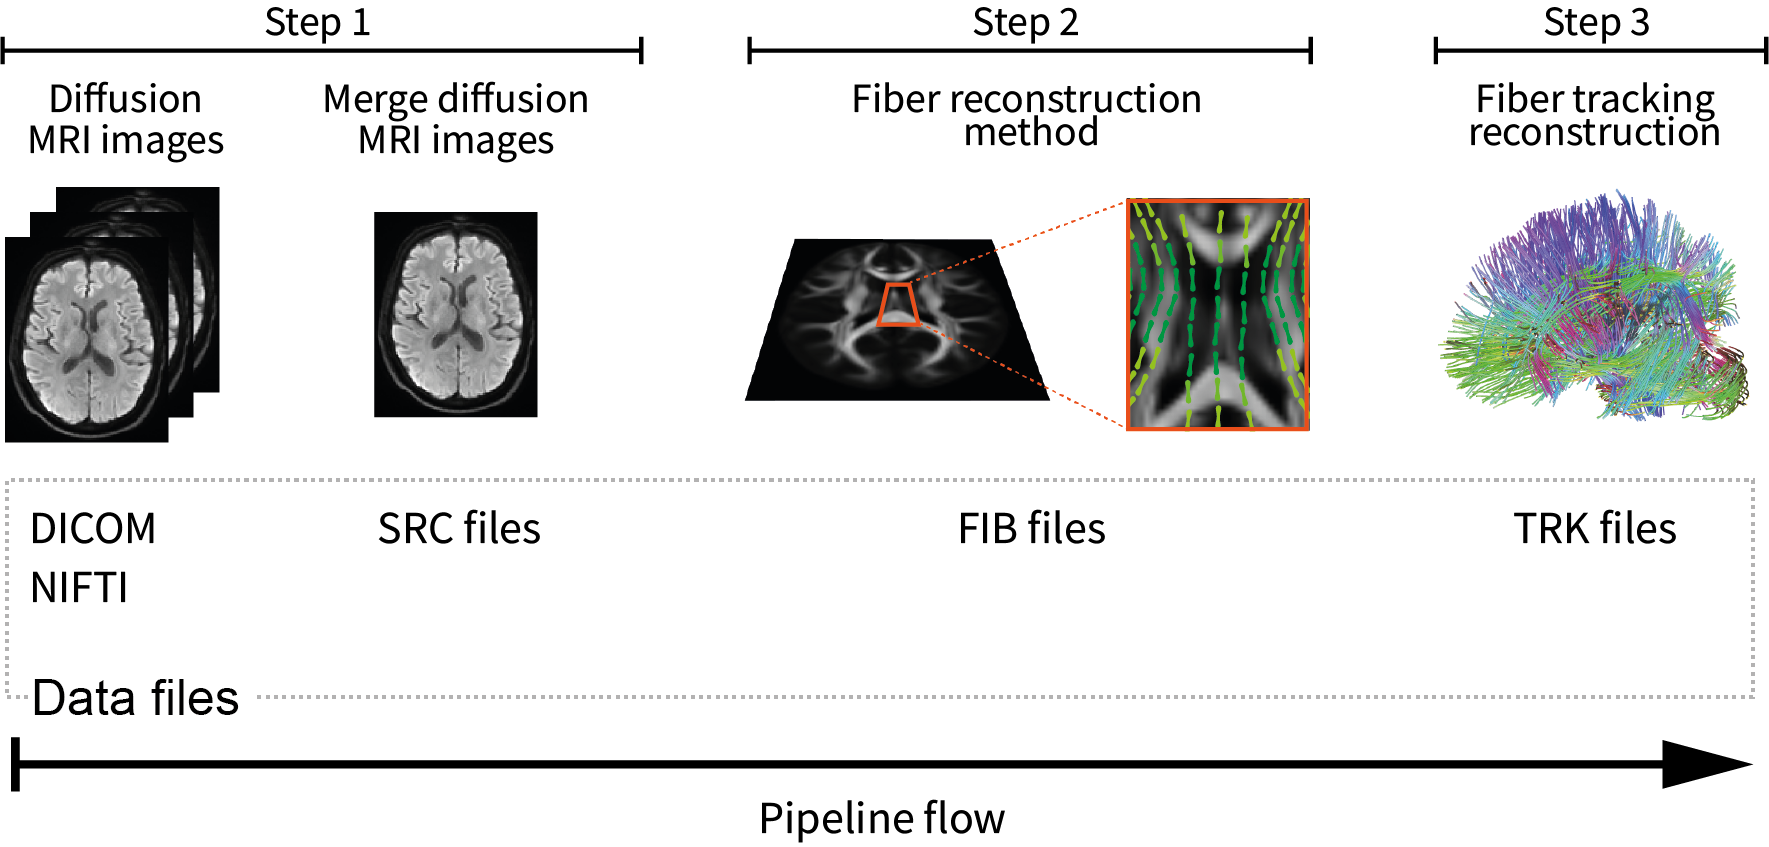 Step 1
Step 2
Step 3
Diffusion
MRI images
Merge diffusion
MRI images
Fiber reconstruction
method
Fiber tracking
reconstruction
DICOM
NIFTI
SRC files
FIB files
TRK files
Data files
Pipeline flow